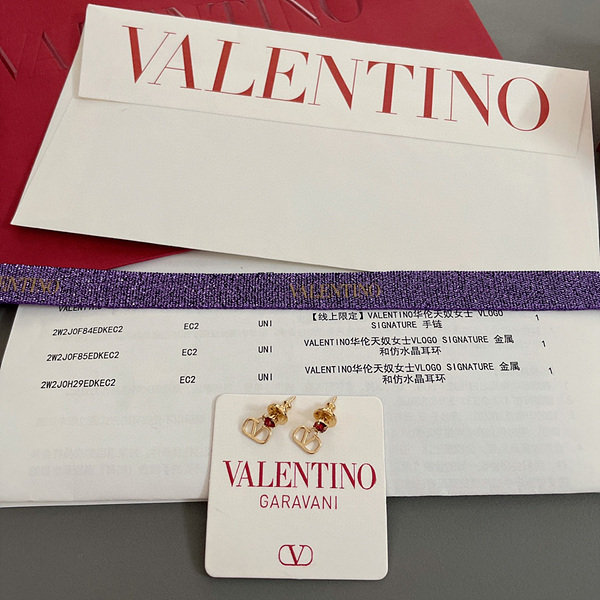 VALENTINO
VALENTINO
VALENTINO
【线上限定】VALENTINO华伦天奴女士 VLOGO SIGNATURE 手链
2W2J0F84EDKEC2 EC2 UNI 1
VALENTINO华伦天奴女士VLOGO SIGNATURE 金属
2W2J0F85EDKEC2 EC2 UNI 和仿水晶耳环 1
VALENTINO华伦天奴女士VLOGO SIGNATURE 金属
2W2J0H29EDKEC2 EC2 UNI 和仿水晶耳环 1
VALENTINO
GARAVANI
V